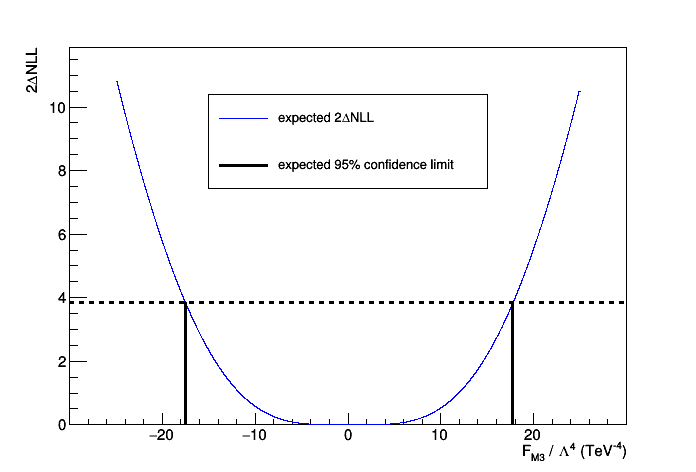 2ΔNLL
10
8
6
4
2
0
expected 2ΔNLL
expected 95% confidence limit
−20 −10 0 10 20
F_M3 / Λ^4 (TeV^-4)